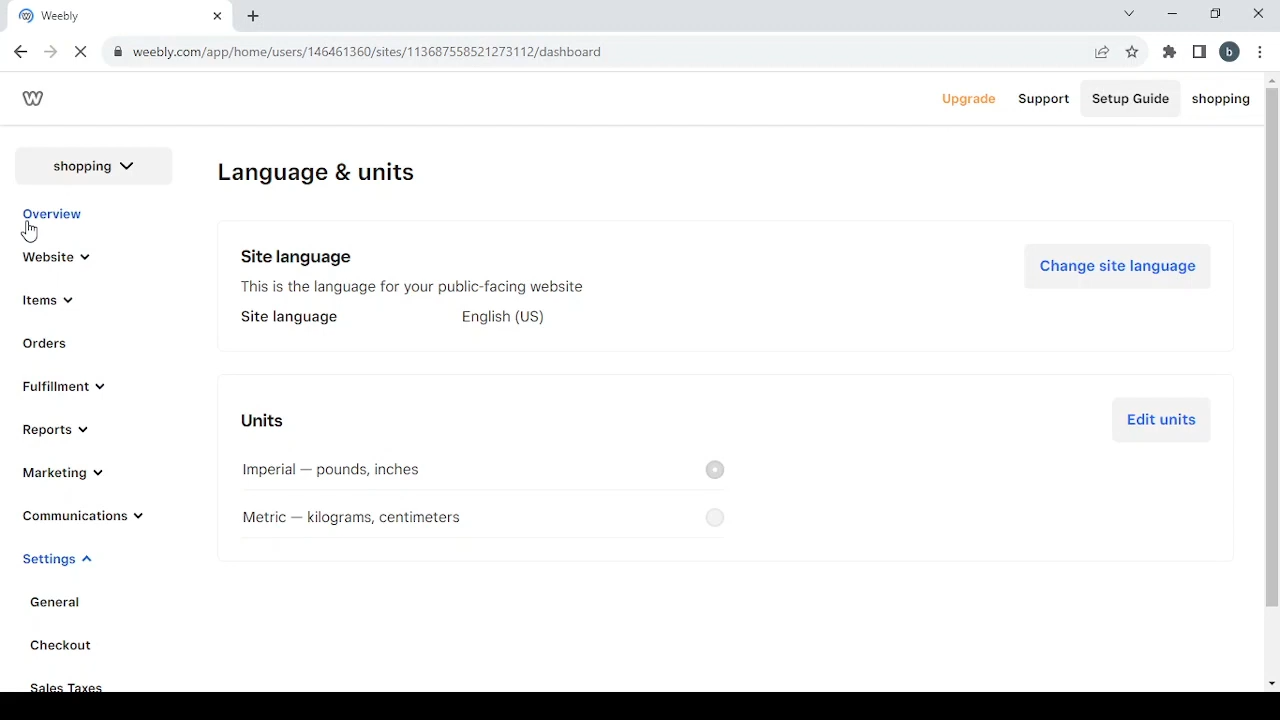 Weebly
weebly.com/app/home/users/146461360/sites/113687558521273112/dashboard
b
Upgrade
Support
Setup Guide
shopping
shopping
Overview
Website
Items
Orders
Fulfillment
Reports
Marketing
Communications
Settings
General
Checkout
Sales Taxes
Language & units
Site language
This is the language for your public-facing website
Site language English (US)
Change site language
Units
Edit units
Imperial — pounds, inches
Metric — kilograms, centimeters